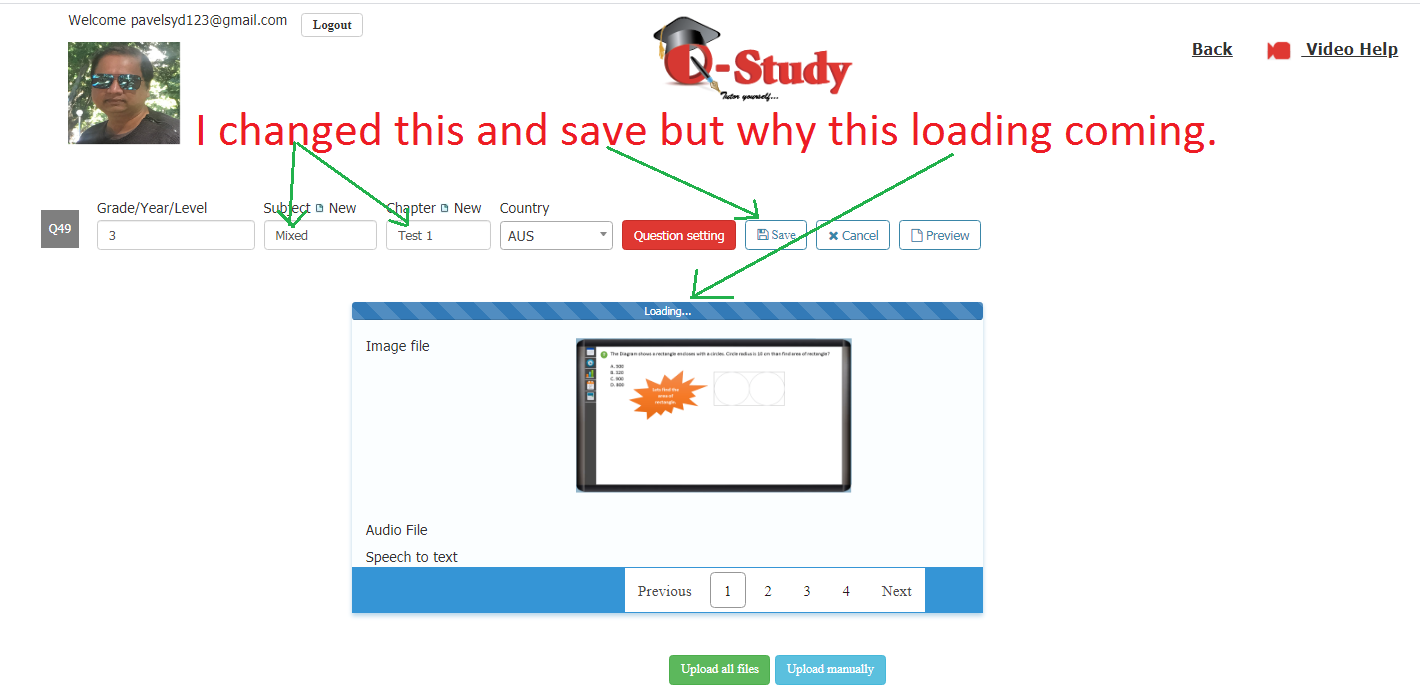 Welcome pavelsyd123@gmail.com Logout
Q-Study
Tutor yourself...
Back Video Help
I changed this and save but why this loading coming.
Grade/Year/Level Subject New Chapter New Country
Q49 3 Mixed Test 1 AUS Question setting Save Cancel Preview
Loading...
Image file
The Diagram shows a rectangle encloses with a circles. Circle radius is 10 cm than find area of rectangle?
A. 500
B. 320
C. 900
D. 800
Lets find the
area of
rectangle.
Audio File
Speech to text
Previous 1 2 3 4 Next
Upload all files Upload manually